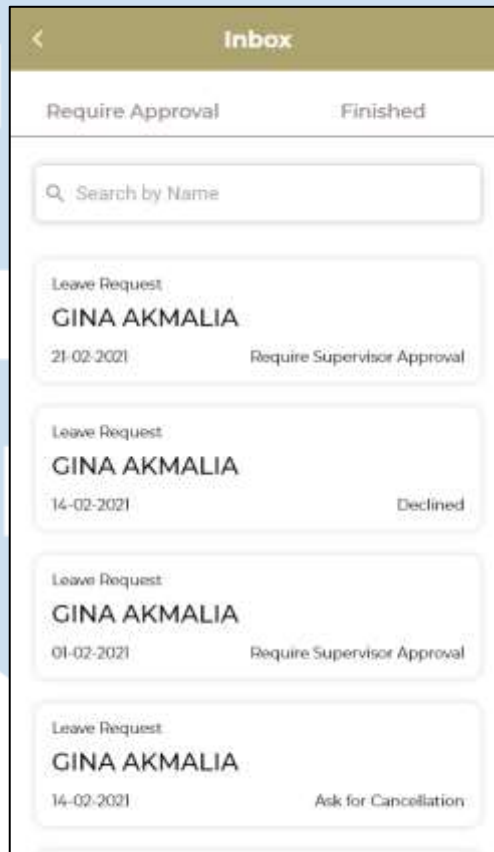 Inbox
Require Approval Finished
Search by Name
Leave Request
GINA AKMALIA
21-02-2021 Require Supervisor Approval
Leave Request
GINA AKMALIA
14-02-2021 Declined
Leave Request
GINA AKMALIA
01-02-2021 Require Supervisor Approval
Leave Request
GINA AKMALIA
14-02-2021 Ask for Cancellation